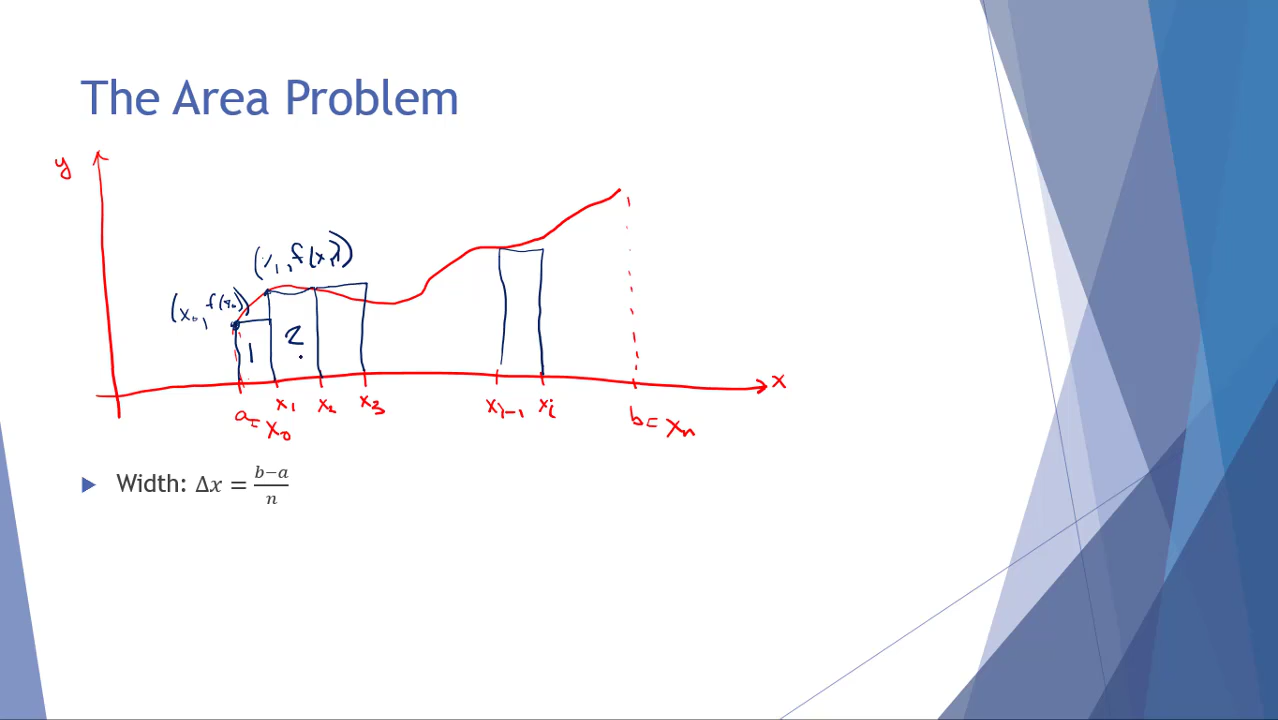 The Area Problem
y
(x₁, f(x₁))
(x₀, f(x₀))
1
2
x
a = x₀
x₁
x₂
x₃
xᵢ₋₁
xᵢ
b = xₙ
Width: Δx = (b−a)/n